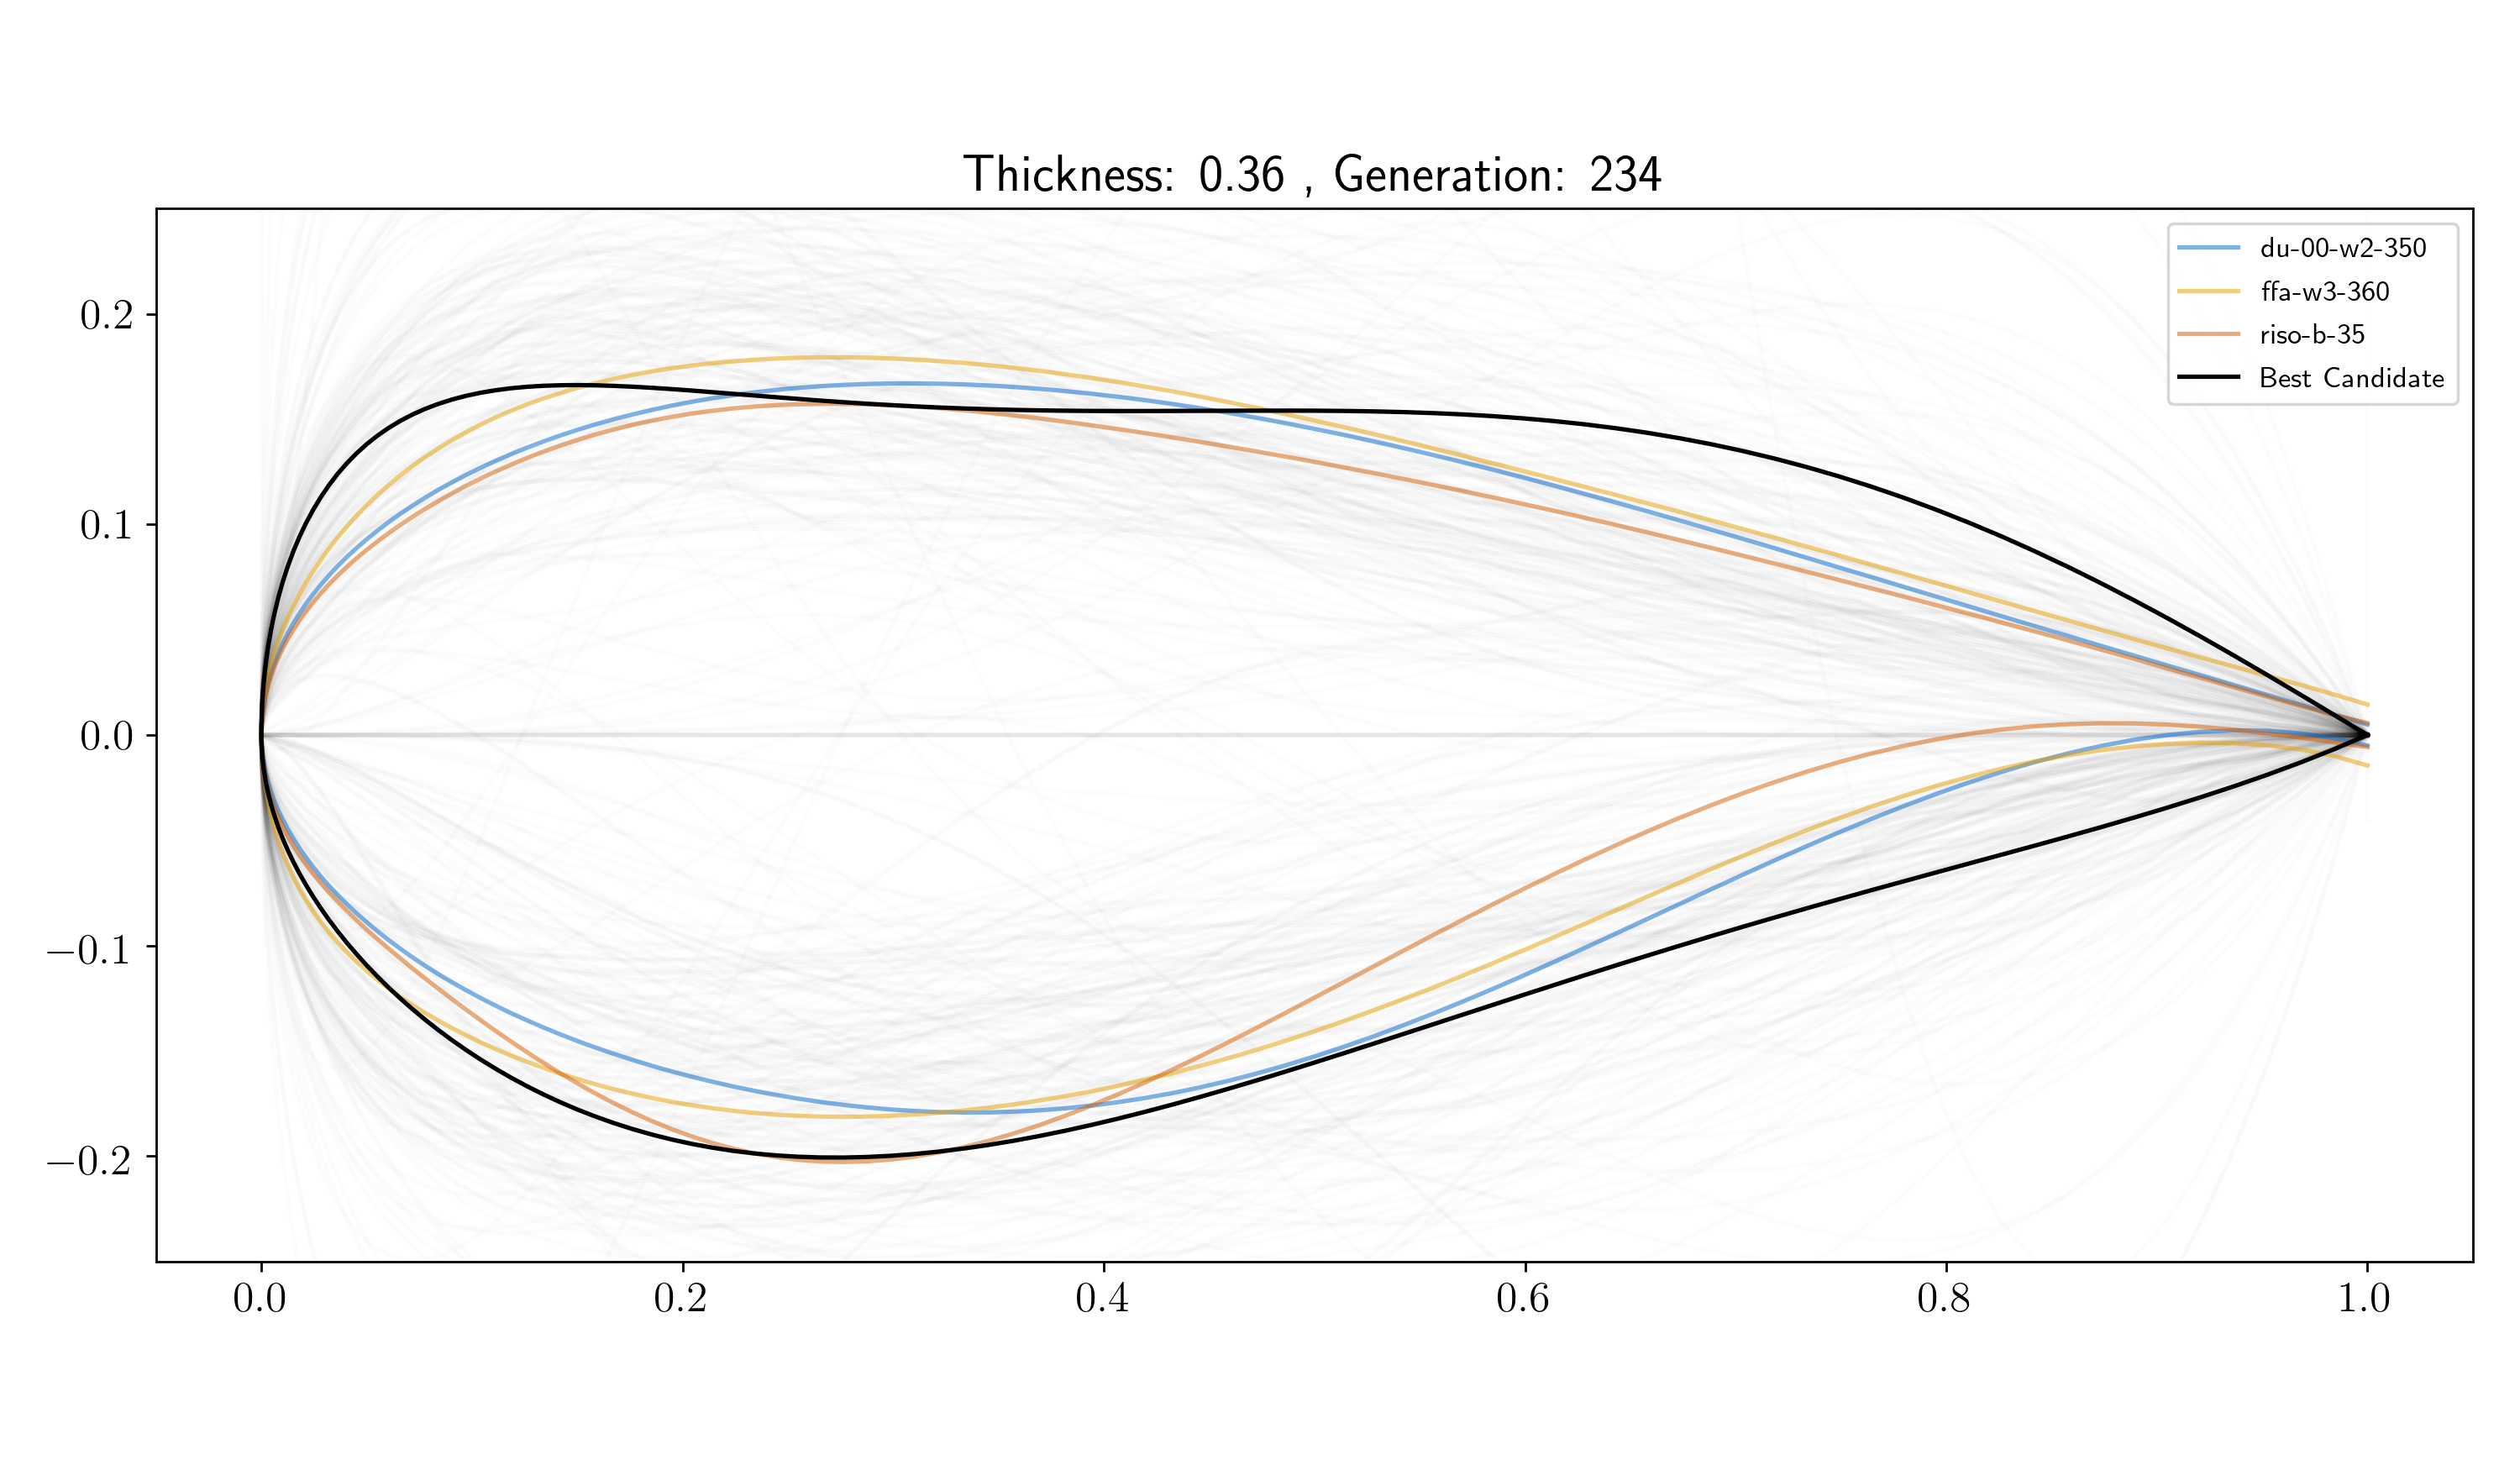 Thickness: 0.36 , Generation: 234
du-00-w2-350
ffa-w3-360
riso-b-35
Best Candidate
0.2
0.1
0.0
−0.1
−0.2
0.0 0.2 0.4 0.6 0.8 1.0